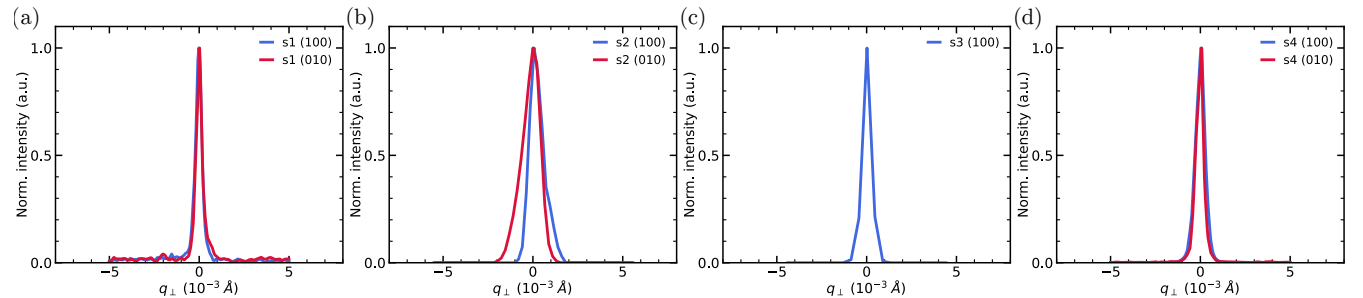 (a)
Norm. intensity (a.u.)
1.0
0.5
0.0
−5
0
5
q⊥ (10⁻³ Å)
s1 (100)
s1 (010)
(b)
Norm. intensity (a.u.)
1.0
0.5
0.0
−5
0
5
q⊥ (10⁻³ Å)
s2 (100)
s2 (010)
(c)
Norm. intensity (a.u.)
1.0
0.5
0.0
−5
0
5
q⊥ (10⁻³ Å)
s3 (100)
(d)
Norm. intensity (a.u.)
1.0
0.5
0.0
−5
0
5
q⊥ (10⁻³ Å)
s4 (100)
s4 (010)